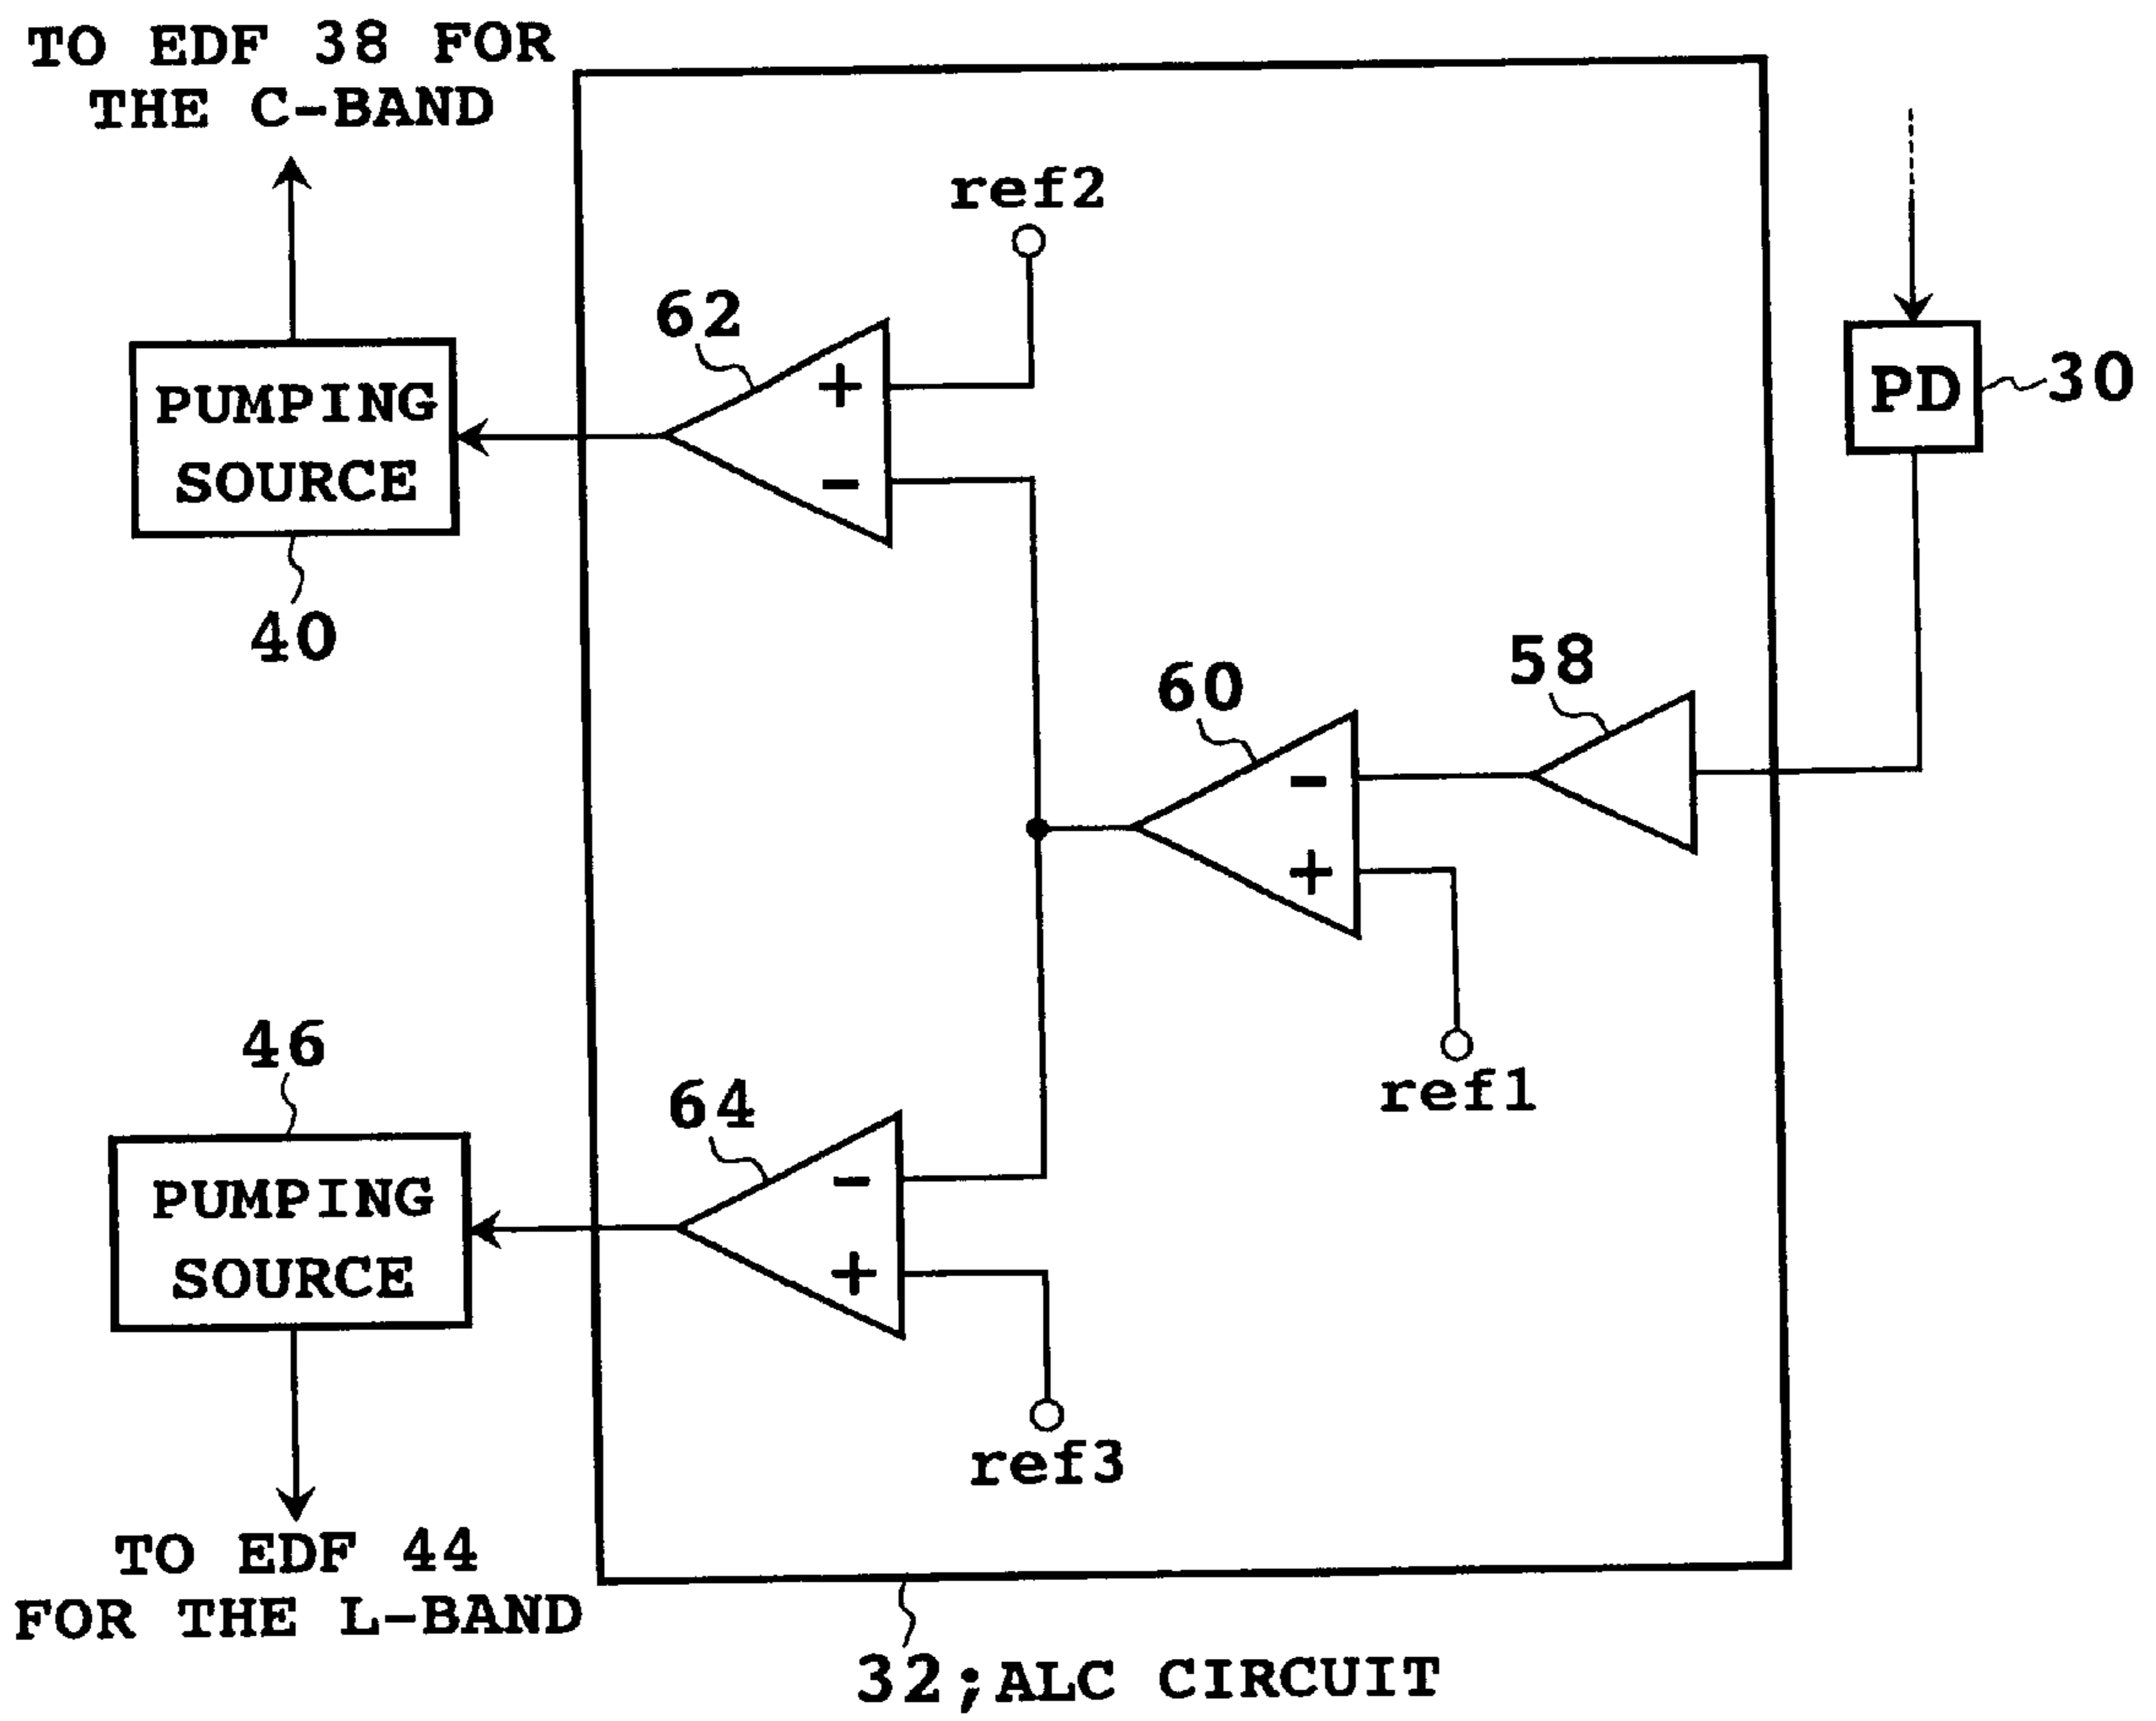 TO EDF 38 FOR
THE C-BAND
ref2
62
+
-
PUMPING
SOURCE
40
PD
30
58
60
-
+
ref1
46
64
-
+
PUMPING
SOURCE
ref3
TO EDF 44
FOR THE L-BAND
32;ALC CIRCUIT